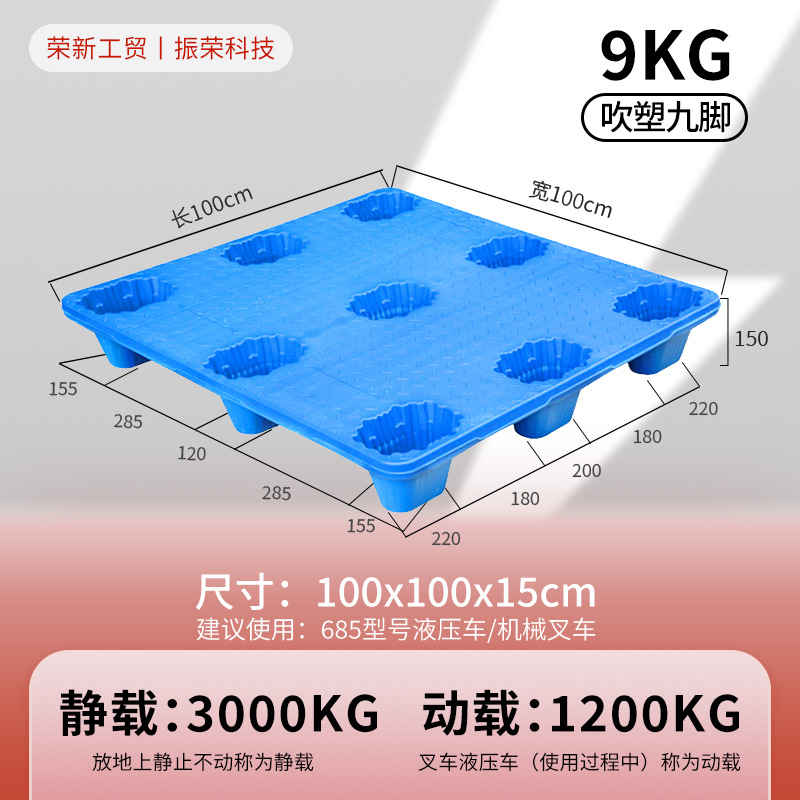 荣新工贸丨振荣科技
9KG
吹塑九脚
长100cm
宽100cm
150
155
285
120
285
155
220
180
200
180
220
尺寸：100x100x15cm
建议使用：685型号液压车/机械叉车
静载：3000KG
放地上静止不动称为静载
动载：1200KG
叉车液压车（使用过程中）称为动载